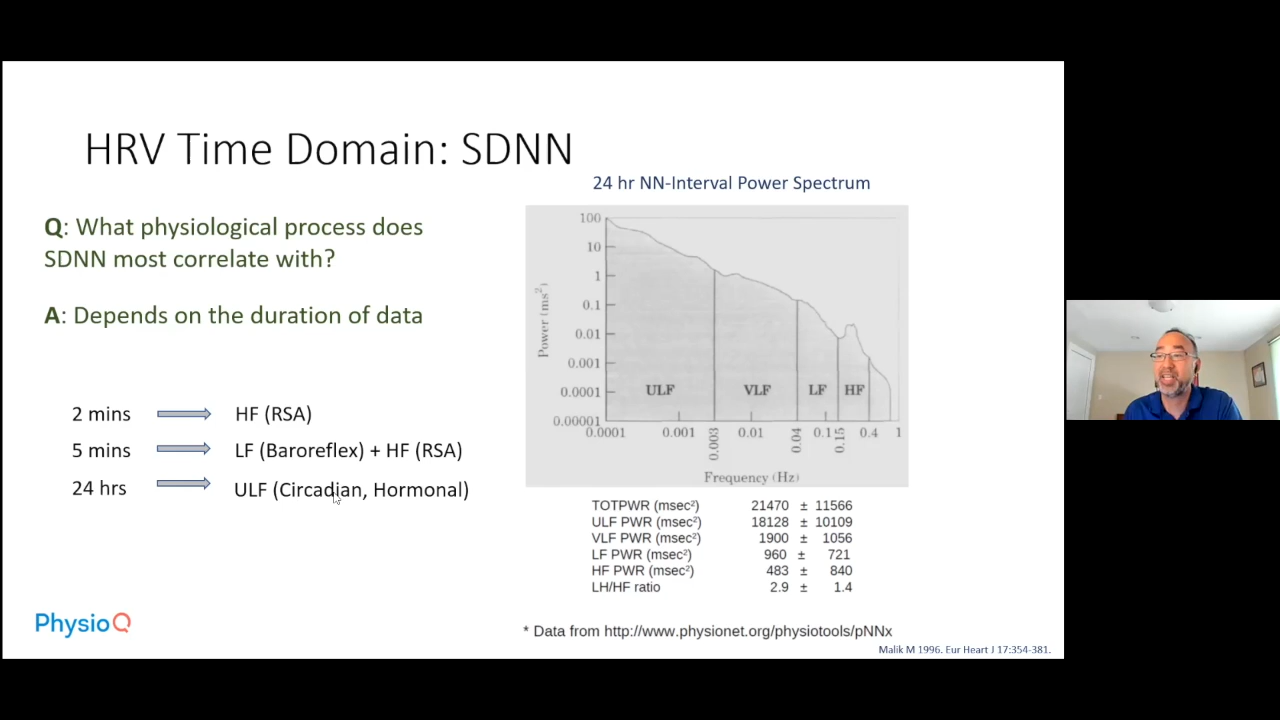 HRV Time Domain: SDNN
Q: What physiological process does
SDNN most correlate with?
A: Depends on the duration of data
2 mins HF (RSA)
5 mins LF (Baroreflex) + HF (RSA)
24 hrs ULF (Circadian, Hormonal)
PhysioQ
24 hr NN-Interval Power Spectrum
Power (ms²)
100
10
1
0.1
0.01
0.001
0.0001
0.00001
ULF VLF LF HF
0.0001 0.001 0.003 0.01 0.04 0.1 0.15 0.4 1
Frequency (Hz)
TOTPWR (msec²) 21470 ± 11566
ULF PWR (msec²) 18128 ± 10109
VLF PWR (msec²) 1900 ± 1056
LF PWR (msec²) 960 ± 721
HF PWR (msec²) 483 ± 840
LH/HF ratio 2.9 ± 1.4
* Data from http://www.physionet.org/physiotools/pNNx
Malik M 1996. Eur Heart J 17:354-381.